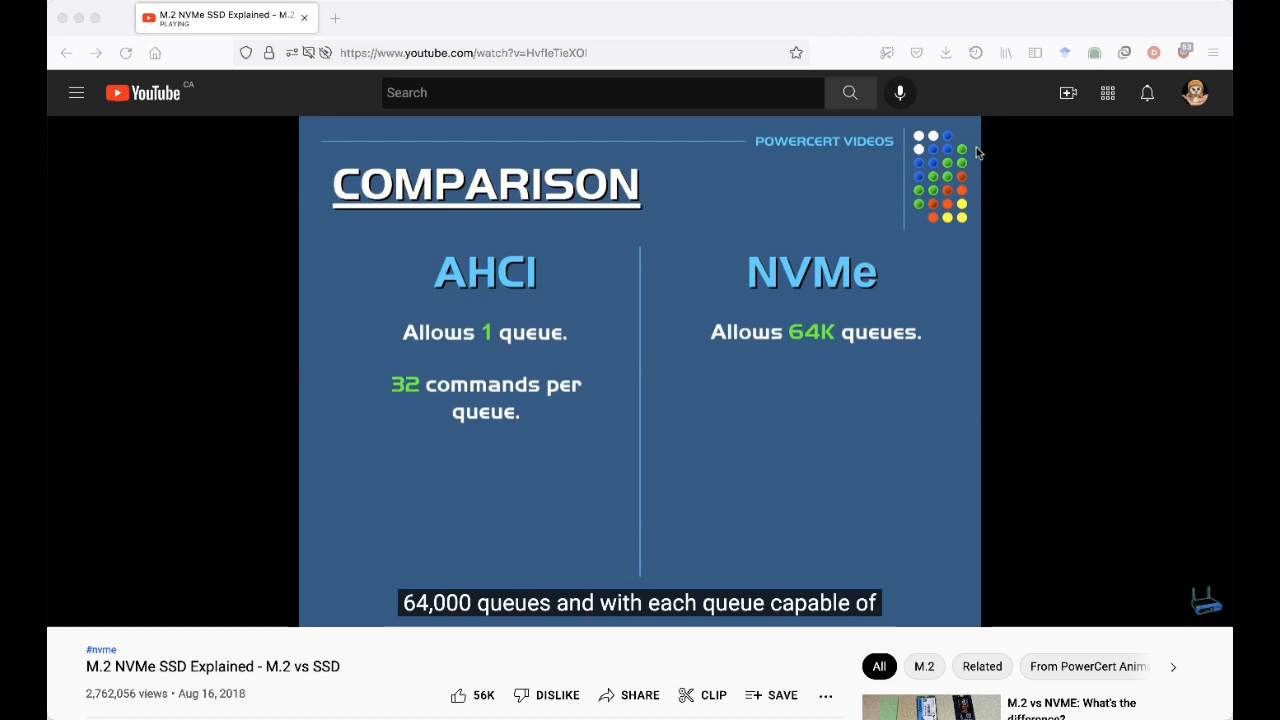 M.2 NVMe SSD Explained - M.2
PLAYING
https://www.youtube.com/watch?v=HvfIeTieXOI
63
D
YouTube CA
Search
POWERCERT VIDEOS
COMPARISON
AHCI
NVMe
Allows 1 queue.
Allows 64K queues.
32 commands per
queue.
64,000 queues and with each queue capable of
#nvme
M.2 NVMe SSD Explained - M.2 vs SSD
2,762,056 views • Aug 16, 2018
56K
DISLIKE
SHARE
CLIP
SAVE
All
M.2
Related
From PowerCert Anim
M.2 vs NVME: What's the
difference?